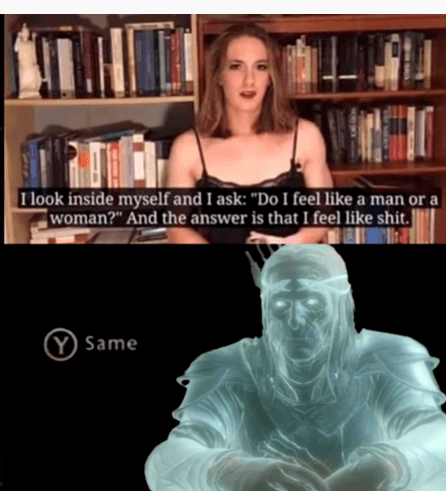 I look inside myself and I ask: "Do I feel like a man or a
woman?" And the answer is that I feel like shit.
Y Same